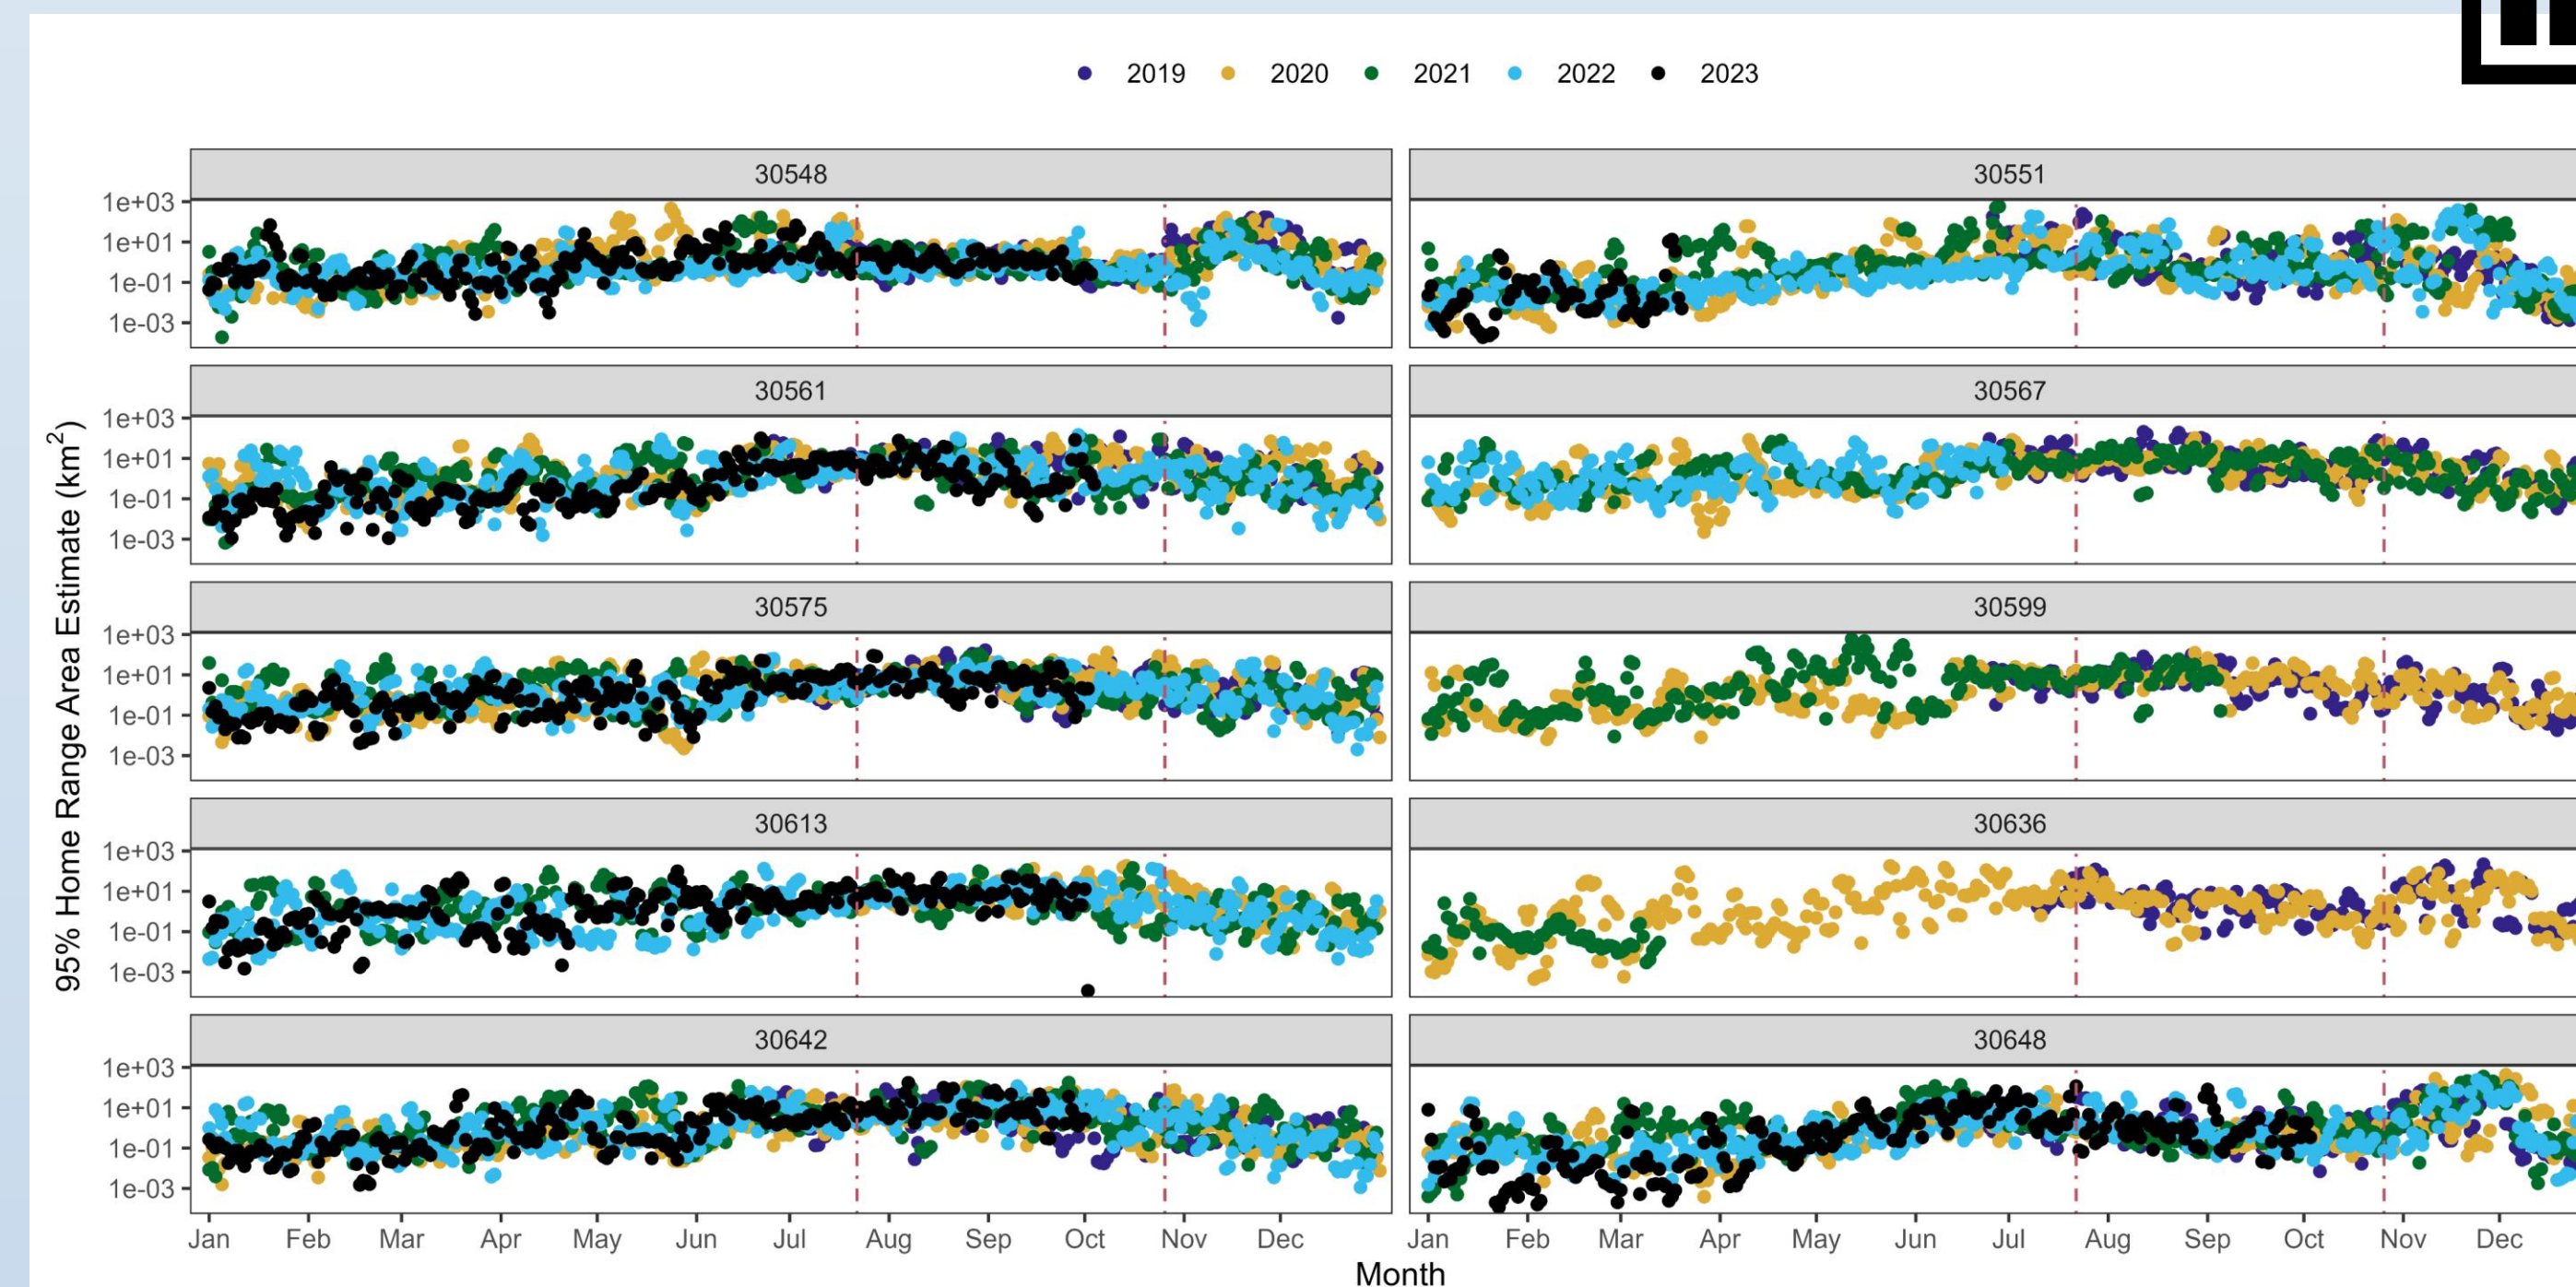 2019 2020 2021 2022 2023
30548 30551
1e+03
1e+01
1e-01
1e-03
30561 30567
1e+03
1e+01
1e-01
1e-03
30575 30599
1e+03
1e+01
1e-01
1e-03
30613 30636
1e+03
1e+01
1e-01
1e-03
30642 30648
1e+03
1e+01
1e-01
1e-03
95% Home Range Area Estimate (km²)
Jan Feb Mar Apr May Jun Jul Aug Sep Oct Nov Dec Jan Feb Mar Apr May Jun Jul Aug Sep Oct Nov Dec
Month